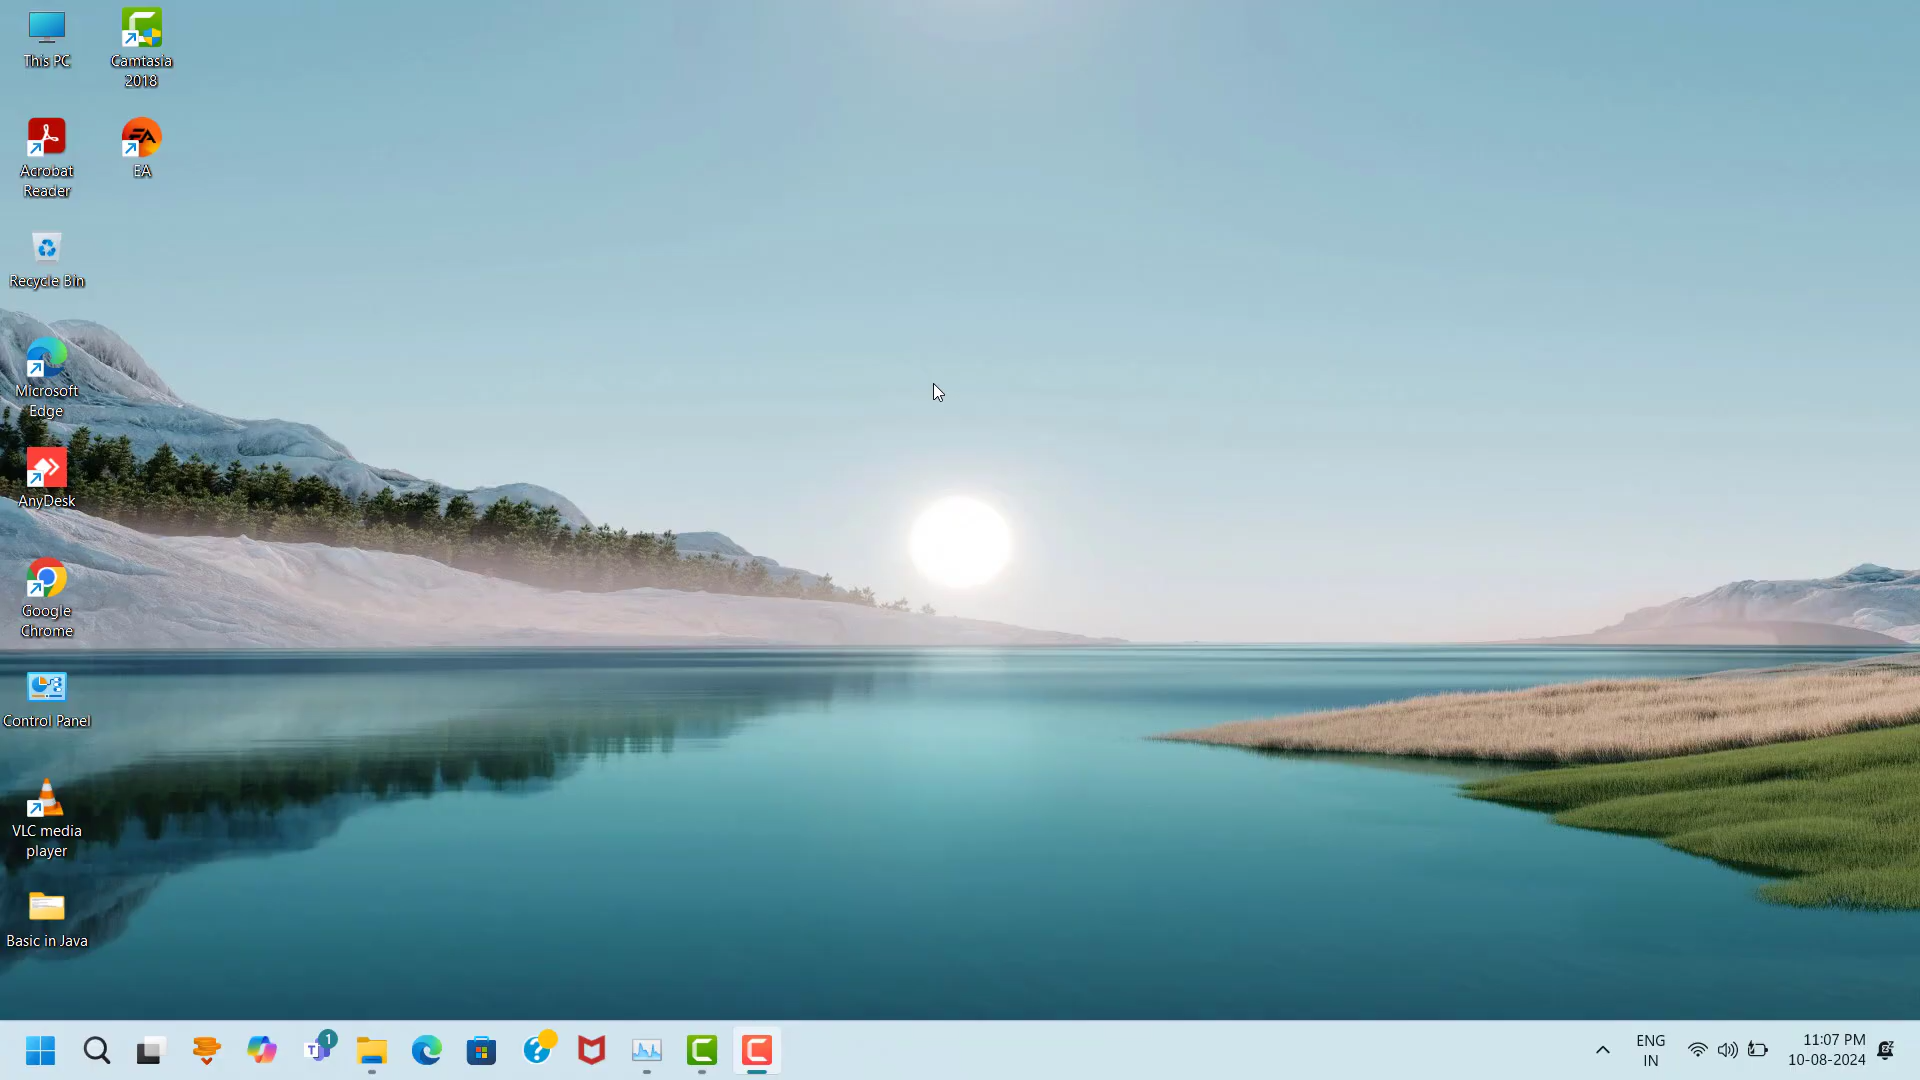 This PC
Camtasia
2018
Acrobat
Reader
EA
Recycle Bin
Microsoft
Edge
AnyDesk
Google
Chrome
Control Panel
VLC media
player
Basic in Java
1
ENG
IN
11:07 PM
10-08-2024